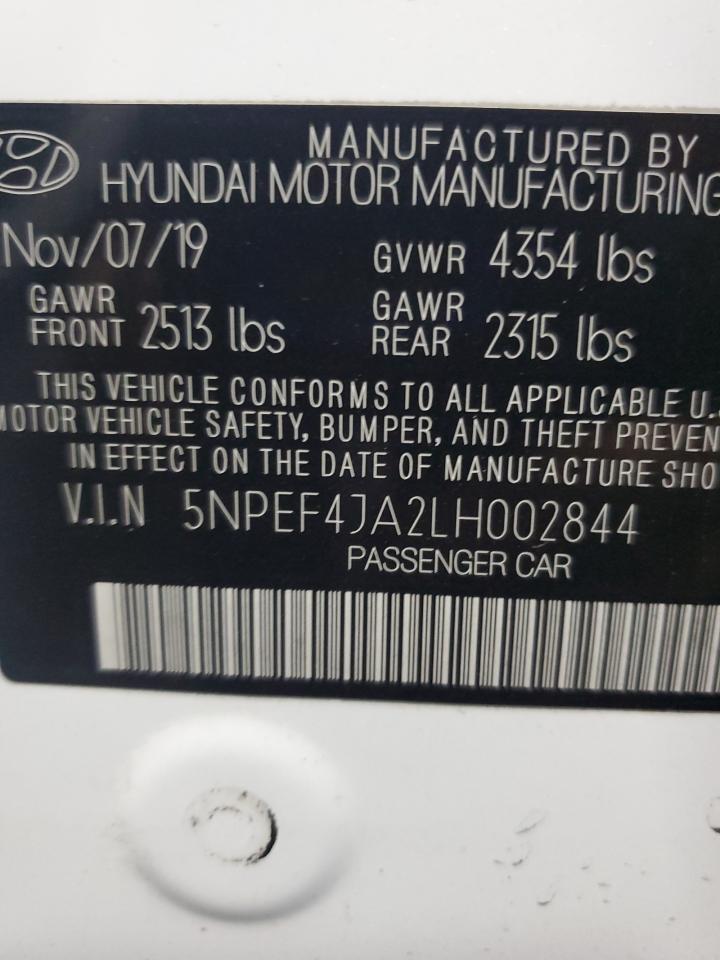 MANUFACTURED BY
HYUNDAI MOTOR MANUFACTURING
Nov/07/19 GVWR 4354 lbs
GAWR FRONT 2513 lbs GAWR REAR 2315 lbs
THIS VEHICLE CONFORMS TO ALL APPLICABLE U.
MOTOR VEHICLE SAFETY, BUMPER, AND THEFT PREVEN
IN EFFECT ON THE DATE OF MANUFACTURE SHO
V.I.N 5NPEF4JA2LH002844
PASSENGER CAR